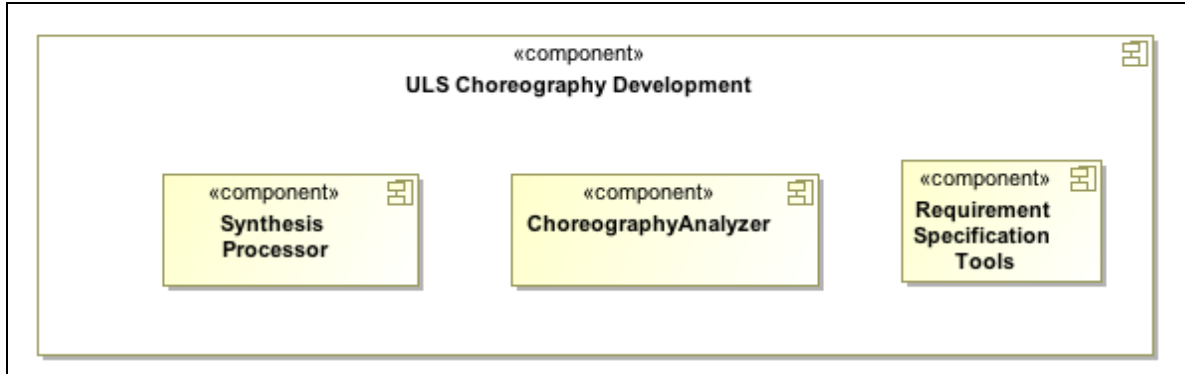 «component»
ULS Choreography Development
«component»
Synthesis
Processor
«component»
ChoreographyAnalyzer
«component»
Requirement
Specification
Tools